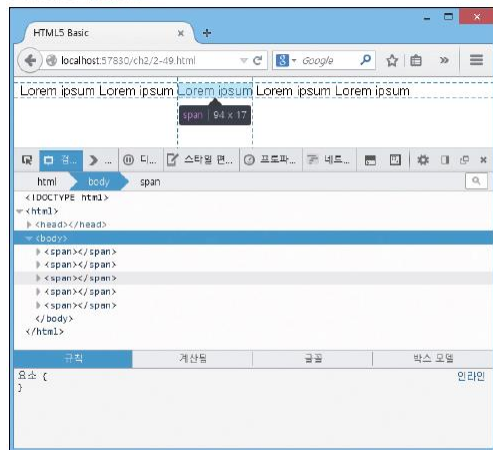 HTML5 Basic
localhost:57830/ch2/2-49.html
Google
Lorem ipsum Lorem ipsum Lorem ipsum Lorem ipsum Lorem ipsum
span 94 x 17
검... ... 디... 스타일 편... 프로파... 네트...
html body span
<!DOCTYPE html>
<html>
<head></head>
<body>
<span></span>
<span></span>
<span></span>
<span></span>
<span></span>
</body>
</html>
규칙 계산됨 글꼴 박스 모델
요소 { 인라인
}